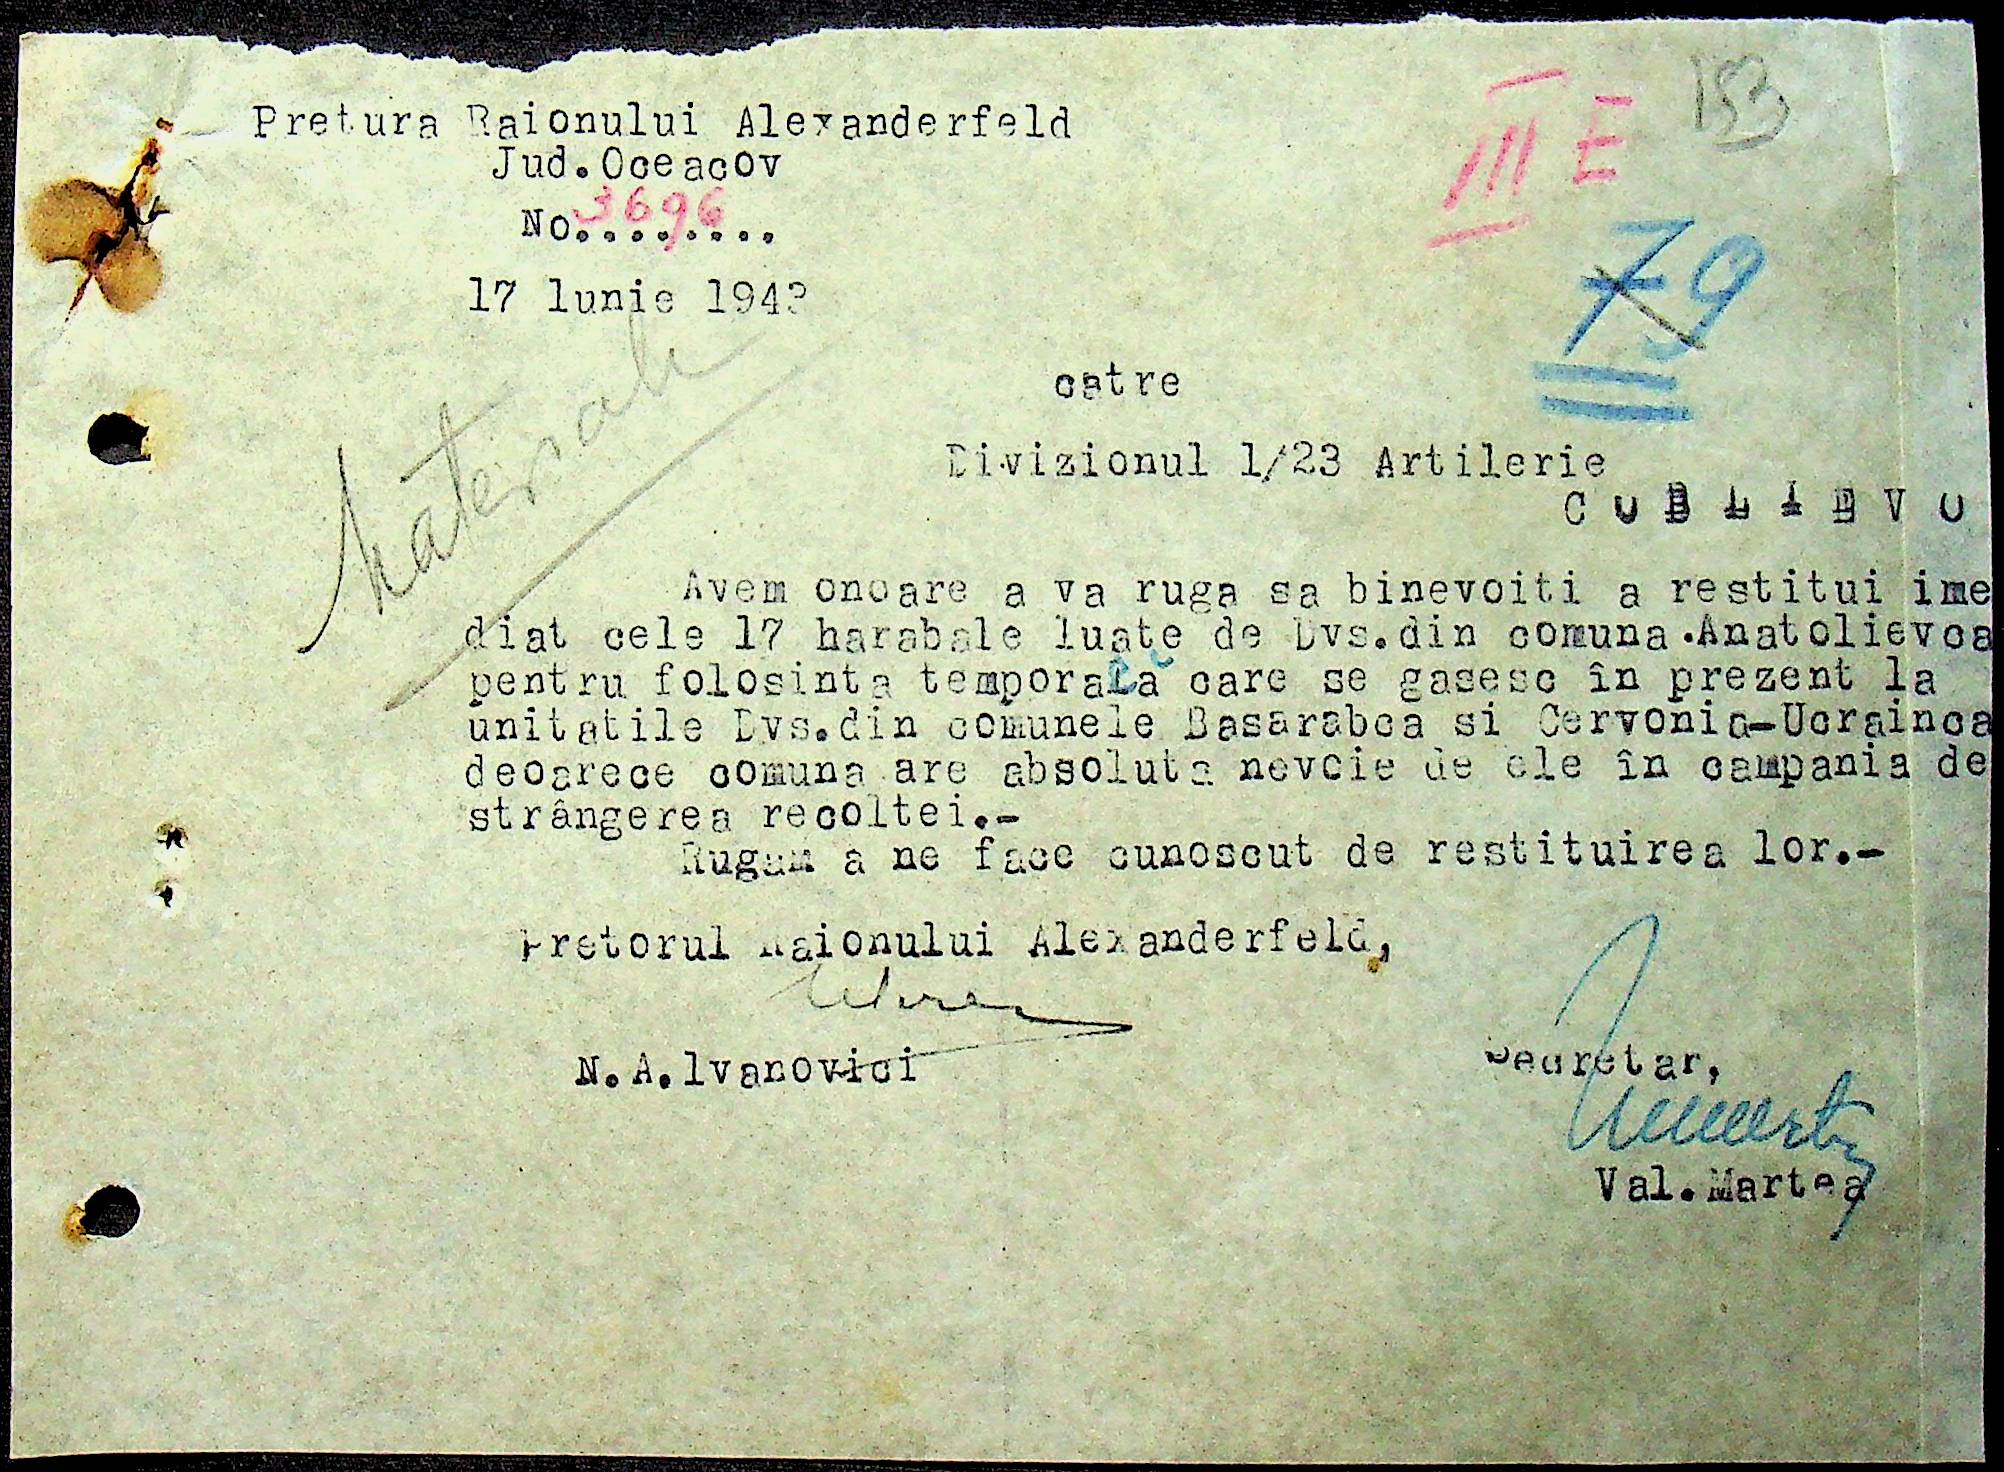 153
III E
79
Pretura Raionului Alexanderfeld
Jud.Oceacov
No. 3696
17 lunie 1943
Materiale
catre
Divizionul 1/23 Artilerie
CUBLIEVU
Avem onoare a va ruga sa binevoiti a restitui ime
diat cele 17 harabale luate de Dvs.din comuna.Anatolievca
pentru folosinta temporală care se gasesc în prezent la
unitatile Dvs.din comunele Basarabca si Cervonia-Ucrainca
deoarece comuna are absoluta nevoie de ele în campania de
strângerea recoltei.-
Rugam a ne face cunoscut de restituirea lor.-
Pretorul Raionului Alexanderfeld,
N.A.lvanovici
Secretar,
Val.Martea